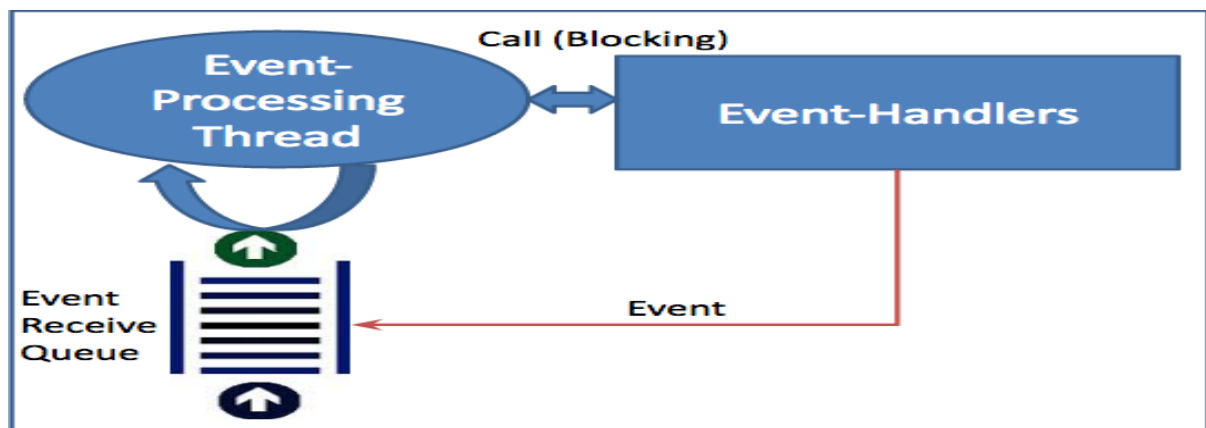 Call (Blocking)
Event-
Processing
Thread
Event-Handlers
Event
Receive
Queue
Event